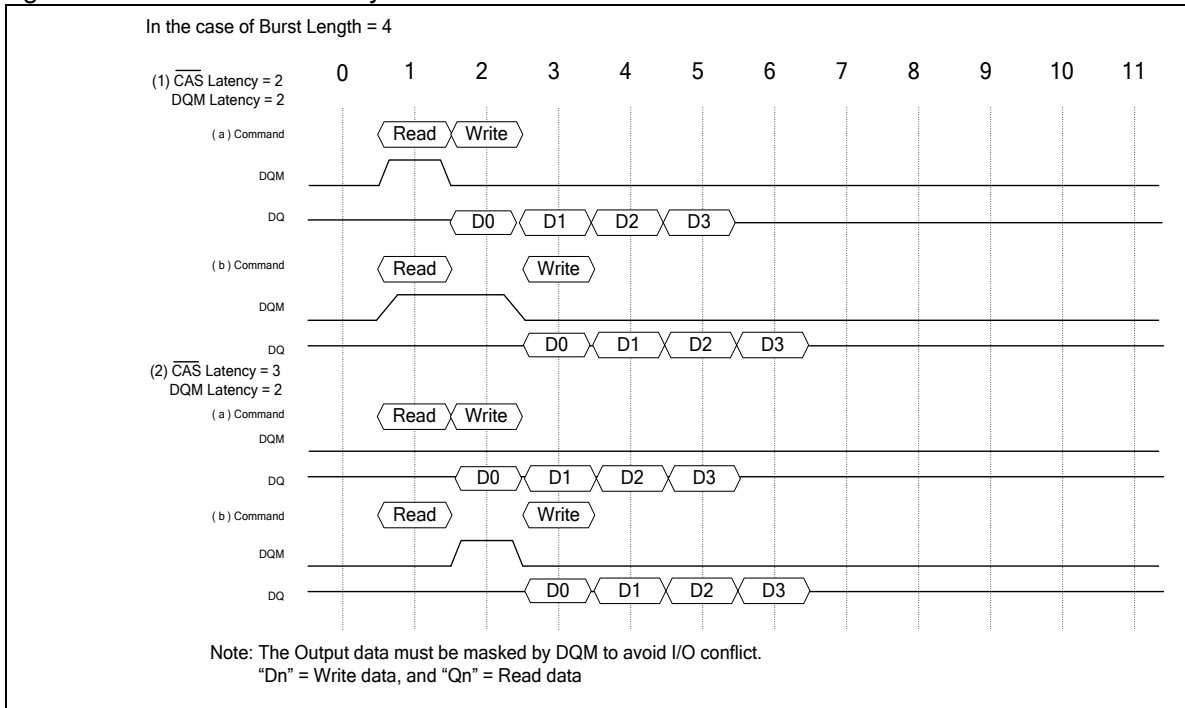 In the case of Burst Length = 4
(1) CAS Latency = 2
DQM Latency = 2
0 1 2 3 4 5 6 7 8 9 10 11
( a ) Command Read Write
DQM
DQ D0 D1 D2 D3
( b ) Command Read Write
DQM
DQ D0 D1 D2 D3
(2) CAS Latency = 3
DQM Latency = 2
( a ) Command Read Write
DQM
DQ D0 D1 D2 D3
( b ) Command Read Write
DQM
DQ D0 D1 D2 D3
Note: The Output data must be masked by DQM to avoid I/O conflict.
“Dn” = Write data, and “Qn” = Read data